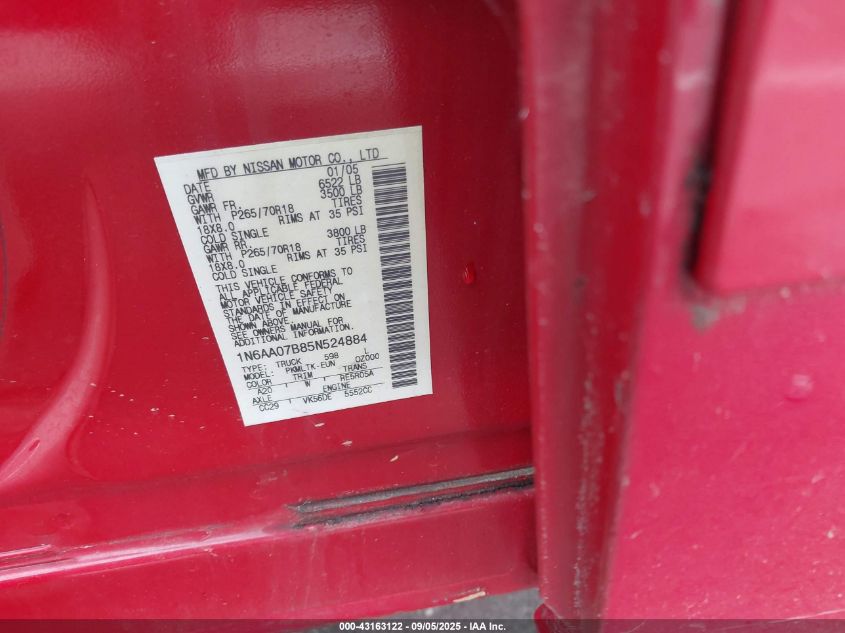 MFD BY NISSAN MOTOR CO., LTD
DATE 01/05
GVWR 6522 LB
GAWR FR. 3500 LB
WITH P265/70R18 TIRES
18X8.0 RIMS AT 35 PSI
COLD SINGLE
GAWR RR. 3800 LB
WITH P265/70R18 TIRES
18X8.0 RIMS AT 35 PSI
COLD SINGLE
THIS VEHICLE CONFORMS TO
ALL APPLICABLE FEDERAL
MOTOR VEHICLE SAFETY
STANDARDS IN EFFECT ON
THE DATE OF MANUFACTURE
SHOWN ABOVE.
SEE OWNERS MANUAL FOR
ADDITIONAL INFORMATION.
1N6AA07B85N524884
TYPE: TRUCK 598 L
MODEL: PKMLTK-EUN 0Z000
COLOR TRIM TRANS
A20 W RE5R05A
AXLE ENGINE
CC29 VK56DE 5552CC
000-43163122 - 09/05/2025 - IAA Inc.